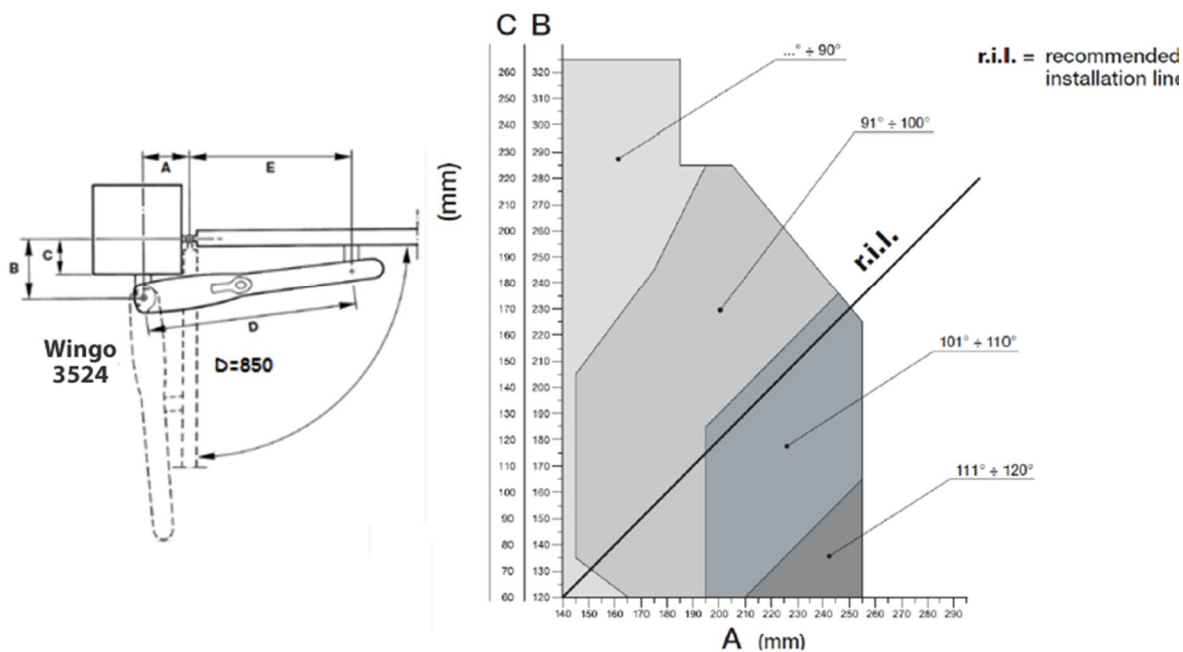 A
E
C
B
D
Wingo
3524
D=850
C B
(mm)
260 320
250 310
240 300
230 290
220 280
210 270
200 260
190 250
180 240
170 230
160 220
150 210
140 200
130 190
120 180
110 170
100 160
90 150
80 140
70 130
60 120
140 150 160 170 180 190 200 210 220 230 240 250 260 270 280 290
A (mm)
...° ÷ 90°
91° ÷ 100°
r.i.l.
101° ÷ 110°
111° ÷ 120°
r.i.l. = recommended
installation line